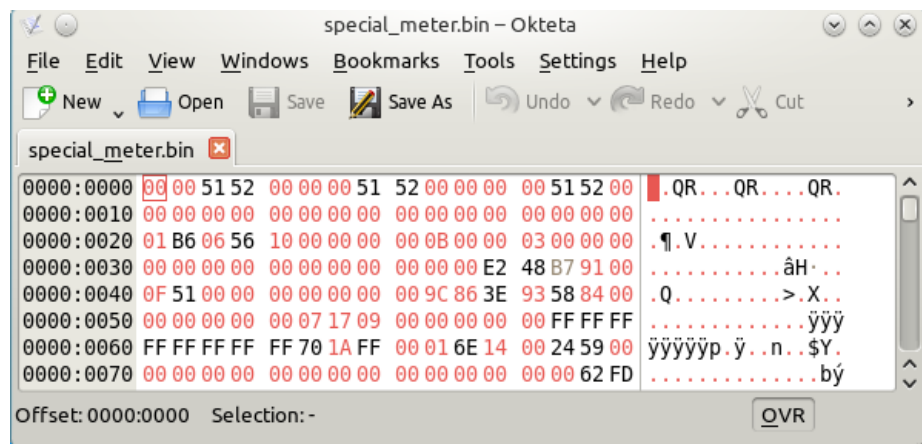 special_meter.bin – Okteta
File Edit View Windows Bookmarks Tools Settings Help
New Open Save Save As Undo Redo Cut
special_meter.bin
0000:0000 00 00 51 52 00 00 00 51 52 00 00 00 00 51 52 00 ..QR...QR....QR.
0000:0010 00 00 00 00 00 00 00 00 00 00 00 00 00 00 00 00 ................
0000:0020 01 B6 06 56 10 00 00 00 00 0B 00 00 03 00 00 00 .¶.V............
0000:0030 00 00 00 00 00 00 00 00 00 00 00 E2 48 B7 91 00 ...........âH·..
0000:0040 0F 51 00 00 00 00 00 00 00 9C 86 3E 93 58 84 00 .Q.........>.X..
0000:0050 00 00 00 00 00 07 17 09 00 00 00 00 00 FF FF FF .............ÿÿÿ
0000:0060 FF FF FF FF FF 70 1A FF 00 01 6E 14 00 24 59 00 ÿÿÿÿÿp.ÿ..n..$Y.
0000:0070 00 00 00 00 00 00 00 00 00 00 00 00 00 00 62 FD ..............bý
Offset: 0000:0000 Selection: - OVR